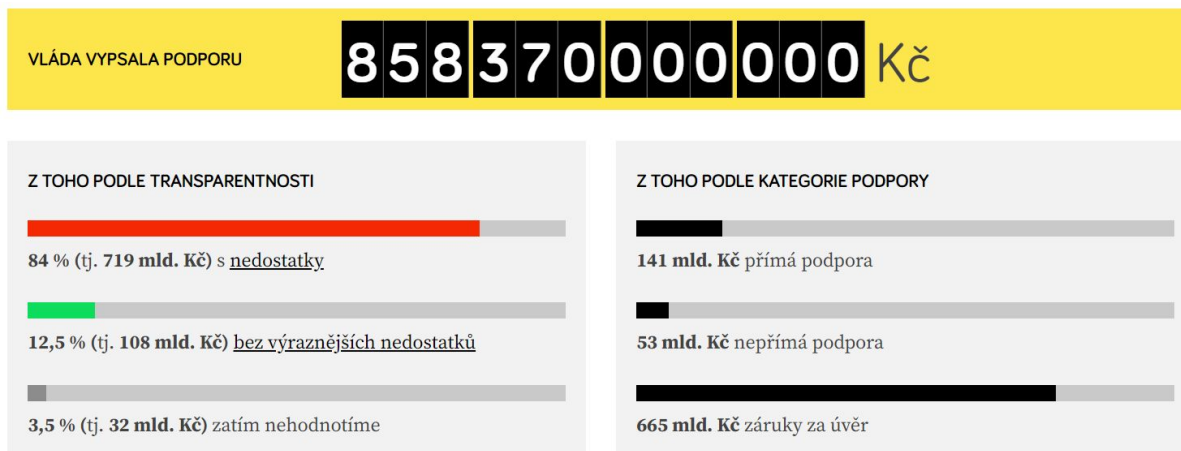 VLÁDA VYPSALA PODPORU 858370000000 Kč
Z TOHO PODLE TRANSPARENTNOSTI
84 % (tj. 719 mld. Kč) s nedostatky
12,5 % (tj. 108 mld. Kč) bez výraznějších nedostatků
3,5 % (tj. 32 mld. Kč) zatím nehodnotíme
Z TOHO PODLE KATEGORIE PODPORY
141 mld. Kč přímá podpora
53 mld. Kč nepřímá podpora
665 mld. Kč záruky za úvěr